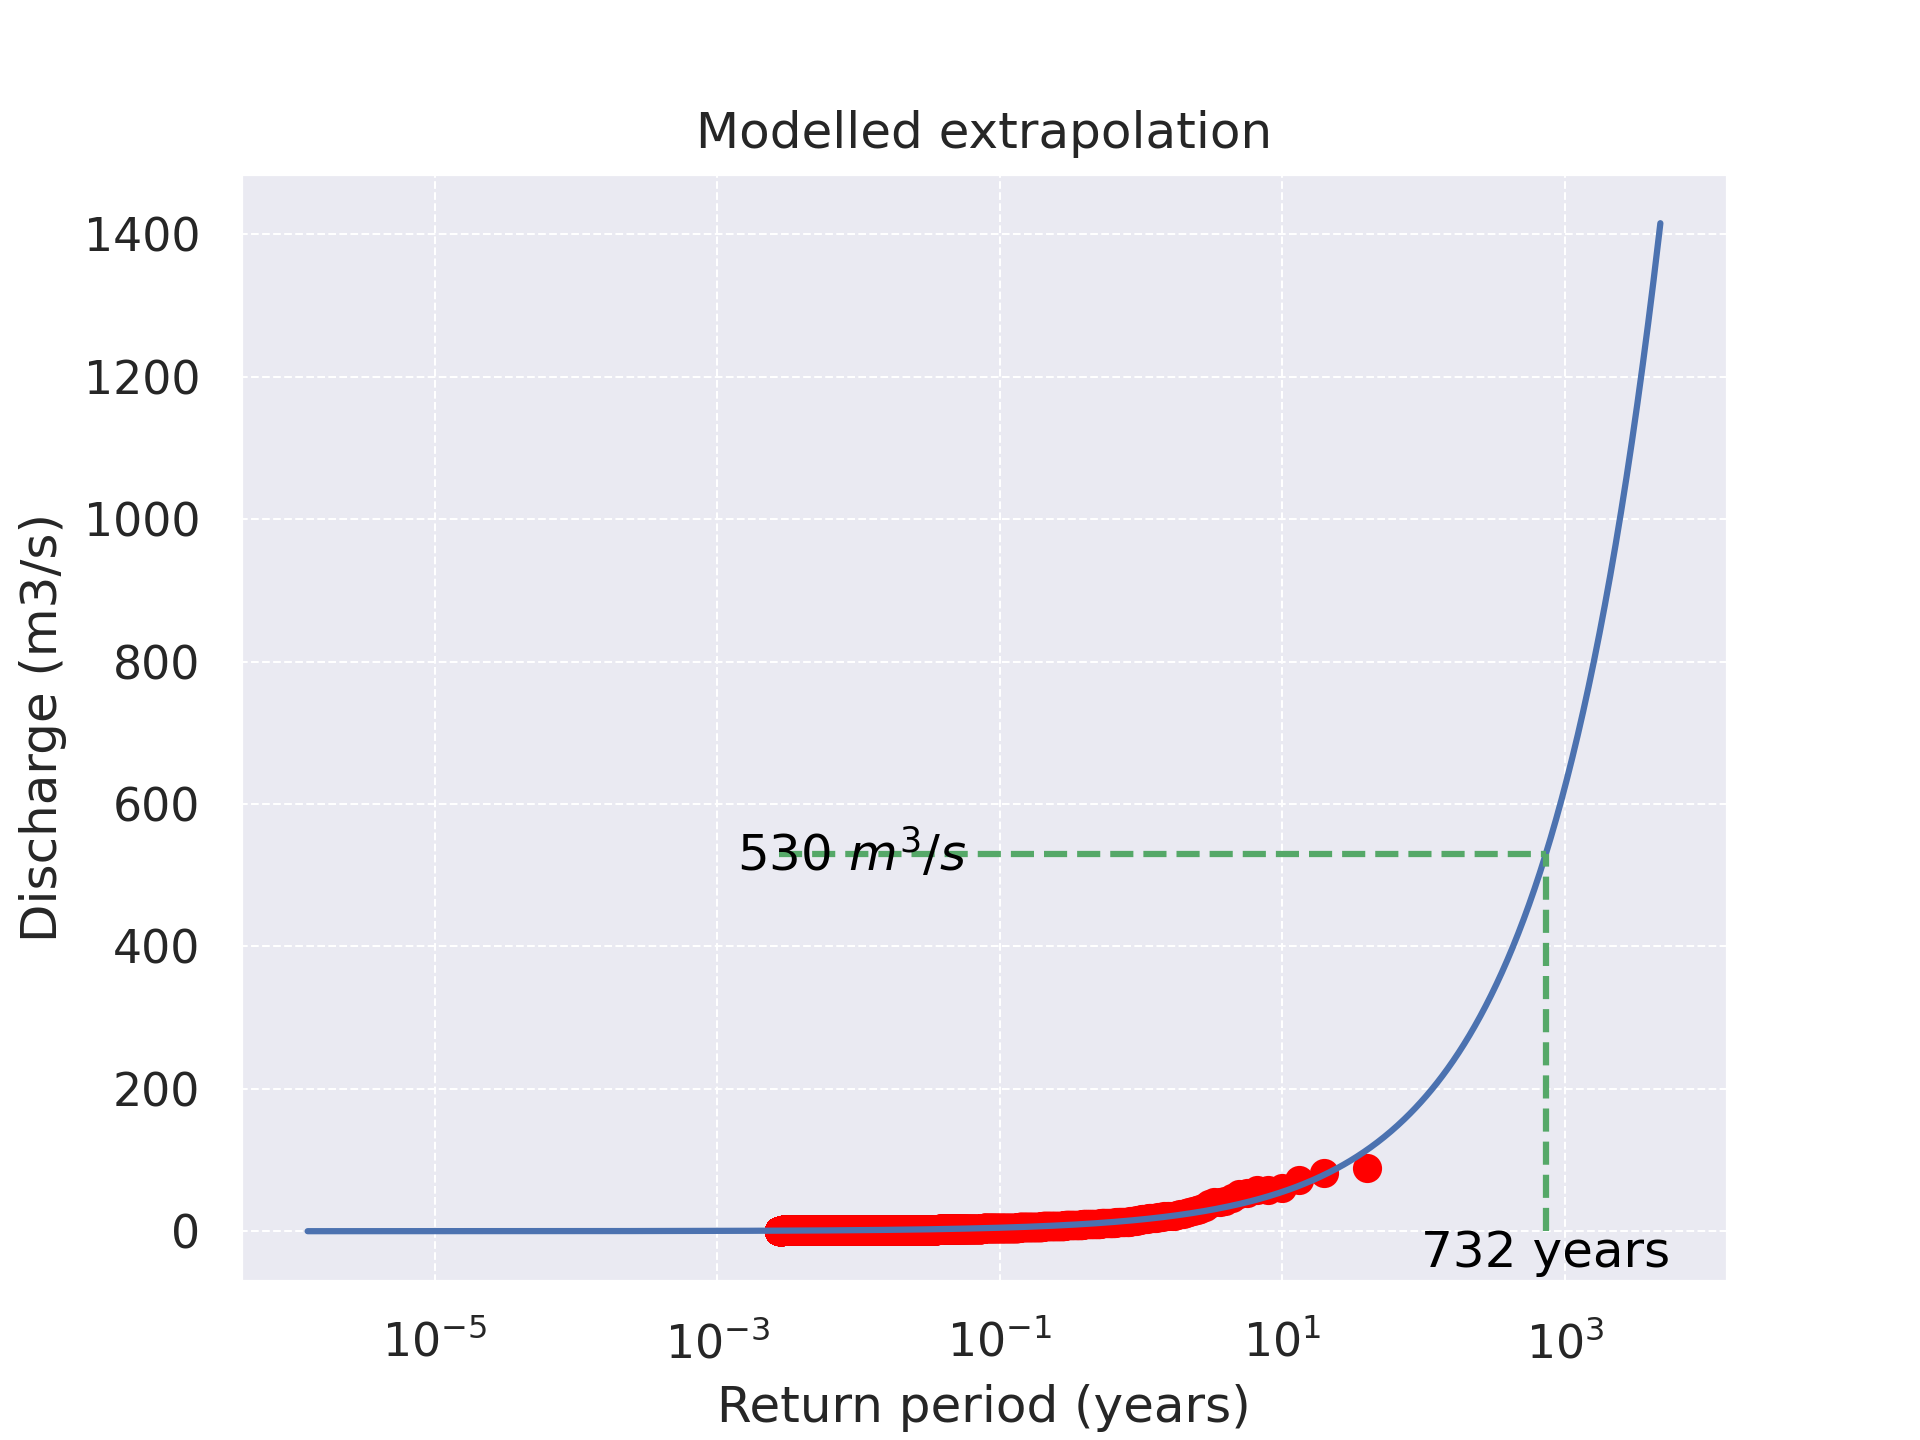 Modelled extrapolation
Discharge (m3/s)
1400
1200
1000
800
600
400
200
0
530 m³/s
732 years
10⁻⁵ 10⁻³ 10⁻¹ 10¹ 10³
Return period (years)